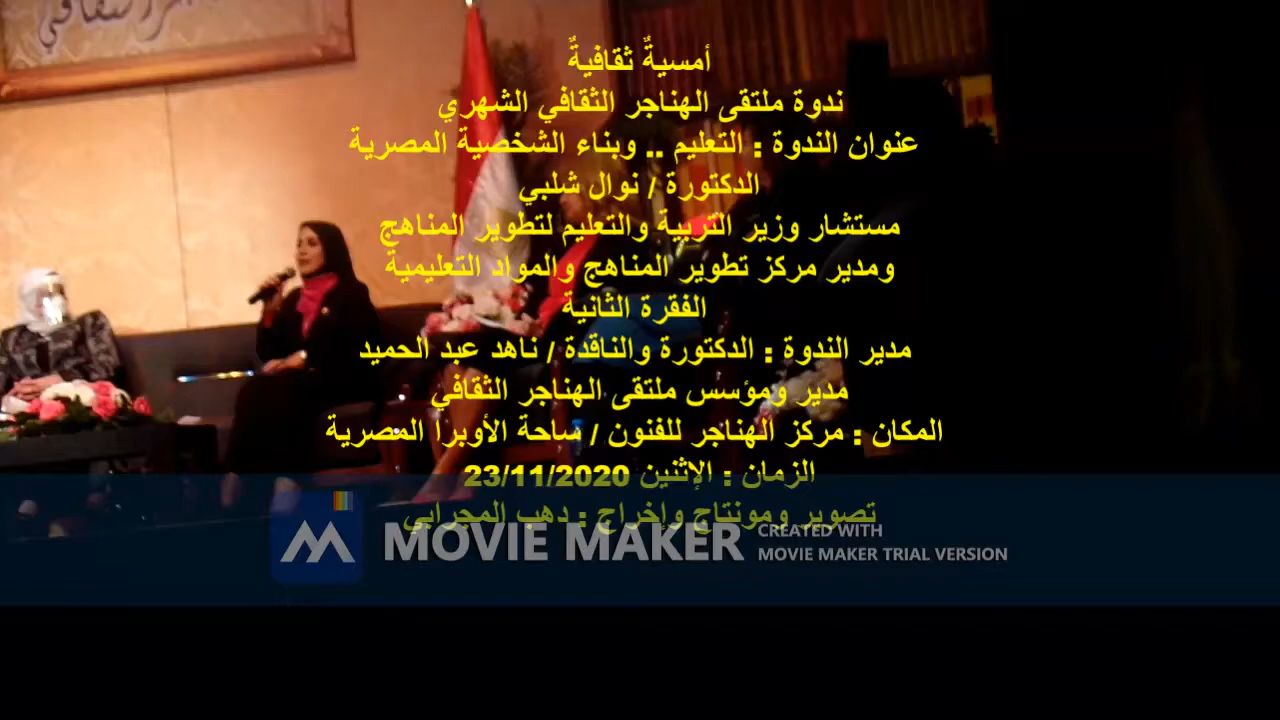 الثقافي
أمسيةٌ ثقافيةٌ
ندوة ملتقى الهناجر الثقافي الشهري
عنوان الندوة : التعليم .. وبناء الشخصية المصرية
الدكتورة / نوال شلبي
مستشار وزير التربية والتعليم لتطوير المناهج
ومدير مركز تطوير المناهج والمواد التعليمية
الفقرة الثانية
مدير الندوة : الدكتورة والناقدة / ناهد عبد الحميد
مدير ومؤسس ملتقى الهناجر الثقافي
المكان : مركز الهناجر للفنون / ساحة الأوبرا المصرية
الزمان : الإثنين 23/11/2020
تصوير ومونتاج وإخراج : دهب المجرابي
MOVIE MAKER
CREATED WITH
MOVIE MAKER TRIAL VERSION